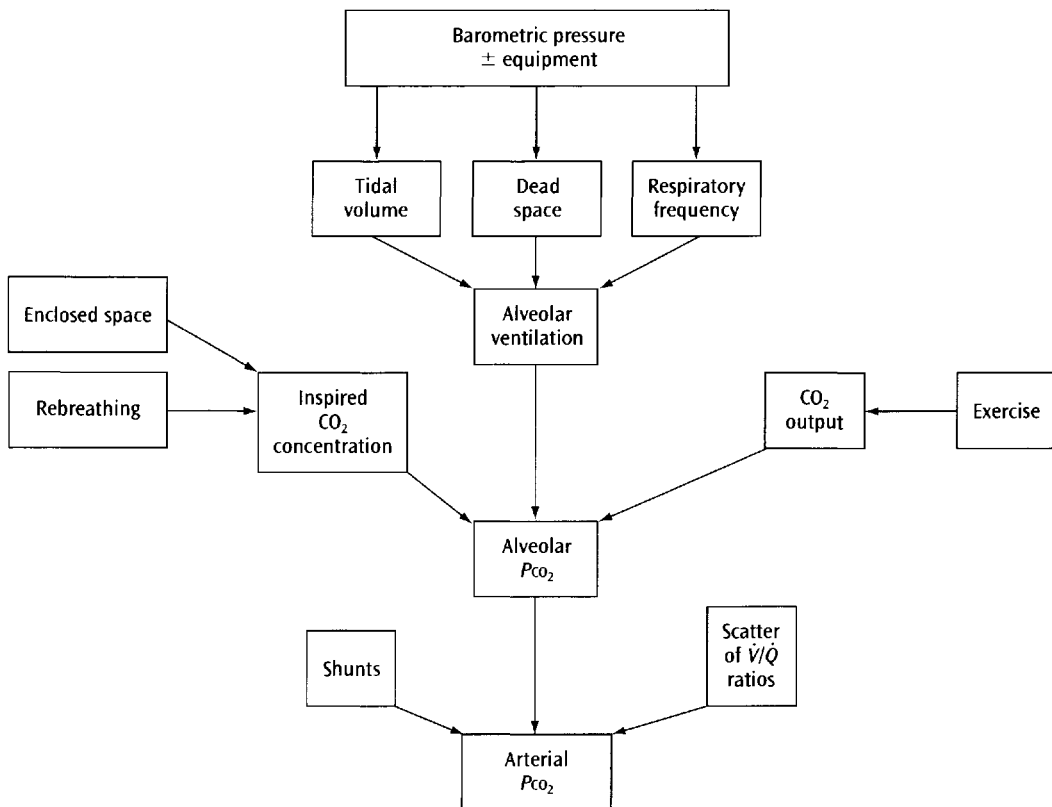 Barometric pressure
± equipment
Tidal
volume
Dead
space
Respiratory
frequency
Enclosed space
Alveolar
ventilation
Rebreathing
Inspired
CO₂
concentration
CO₂
output
Exercise
Alveolar
Pco₂
Shunts
Scatter
of V̇/Q̇
ratios
Arterial
Pco₂